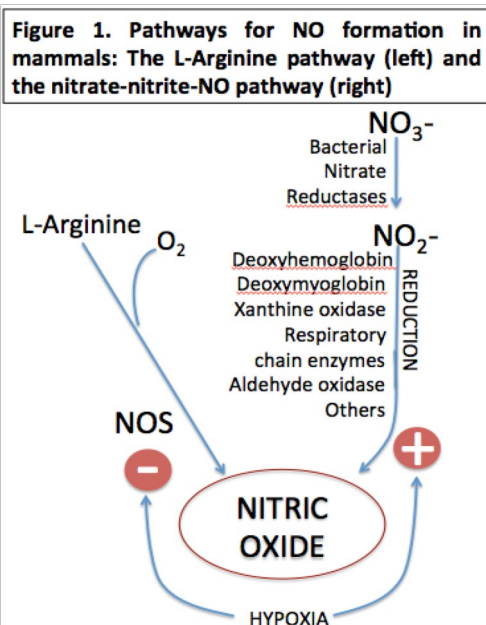 Figure 1. Pathways for NO formation in
mammals: The L-Arginine pathway (left) and
the nitrate-nitrite-NO pathway (right)
NO3-
Bacterial
Nitrate
Reductases
L-Arginine
O2
NO2-
Deoxyhemoglobin
Deoxymyoglobin
Xanthine oxidase
Respiratory
chain enzymes
Aldehyde oxidase
Others
REDUCTION
NOS
-
+
NITRIC
OXIDE
HYPOXIA